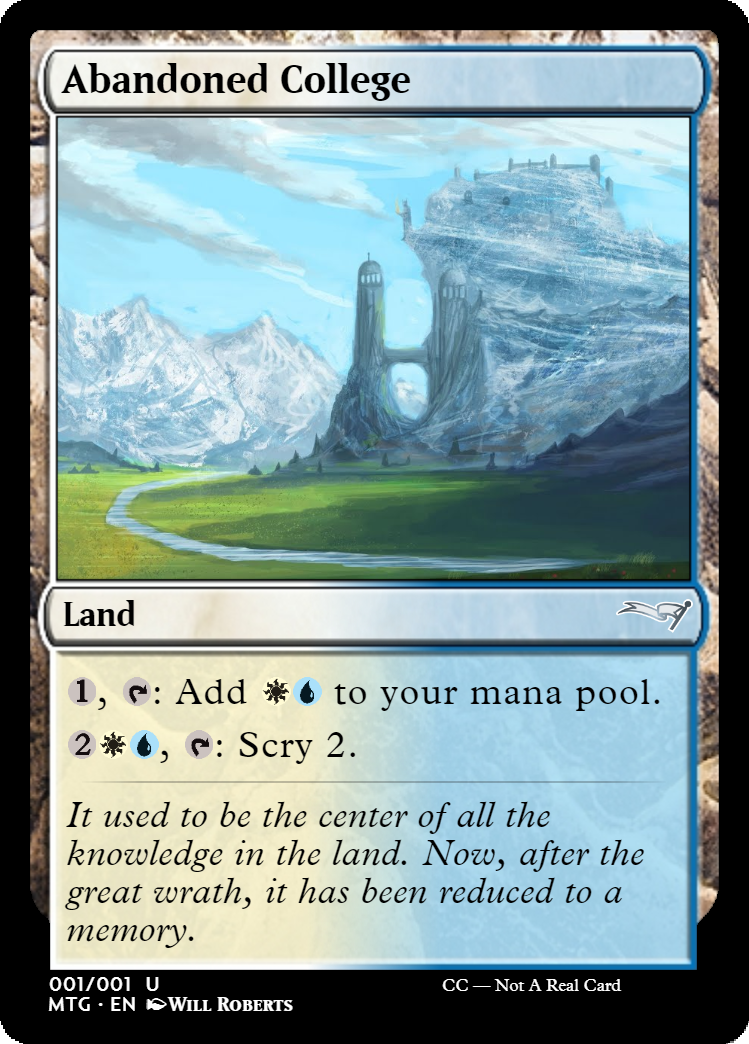 Abandoned College
Land
1, : Add to your mana pool.
2, : Scry 2.
It used to be the center of all the
knowledge in the land. Now, after the
great wrath, it has been reduced to a
memory.
001/001 U
CC — Not A Real Card
MTG · EN Will Roberts